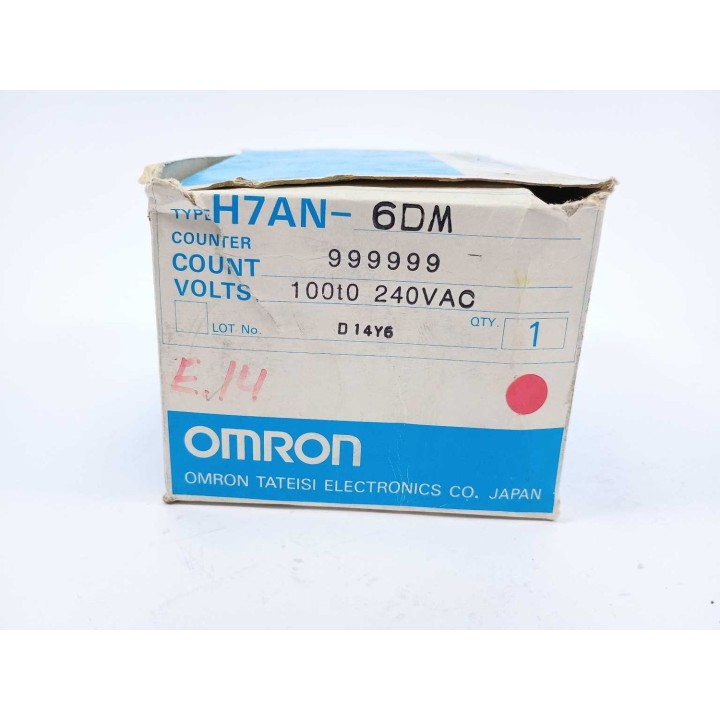 TYPE H7AN- 6DM
COUNTER
COUNT 999999
VOLTS 100t0 240VAC
LOT No. D14Y6 QTY. 1
E.14
OMRON
OMRON TATEISI ELECTRONICS CO. JAPAN